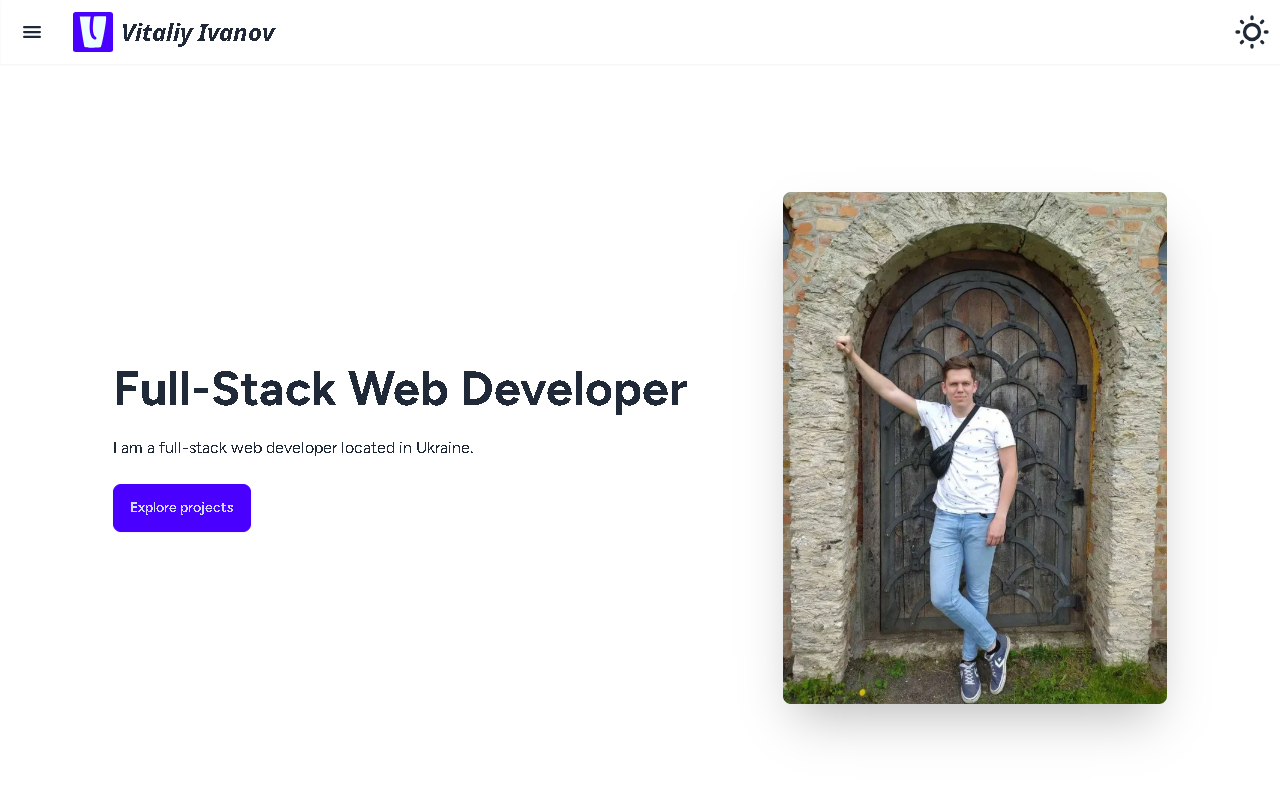 Vitaliy Ivanov
Full-Stack Web Developer
I am a full-stack web developer located in Ukraine.
Explore projects